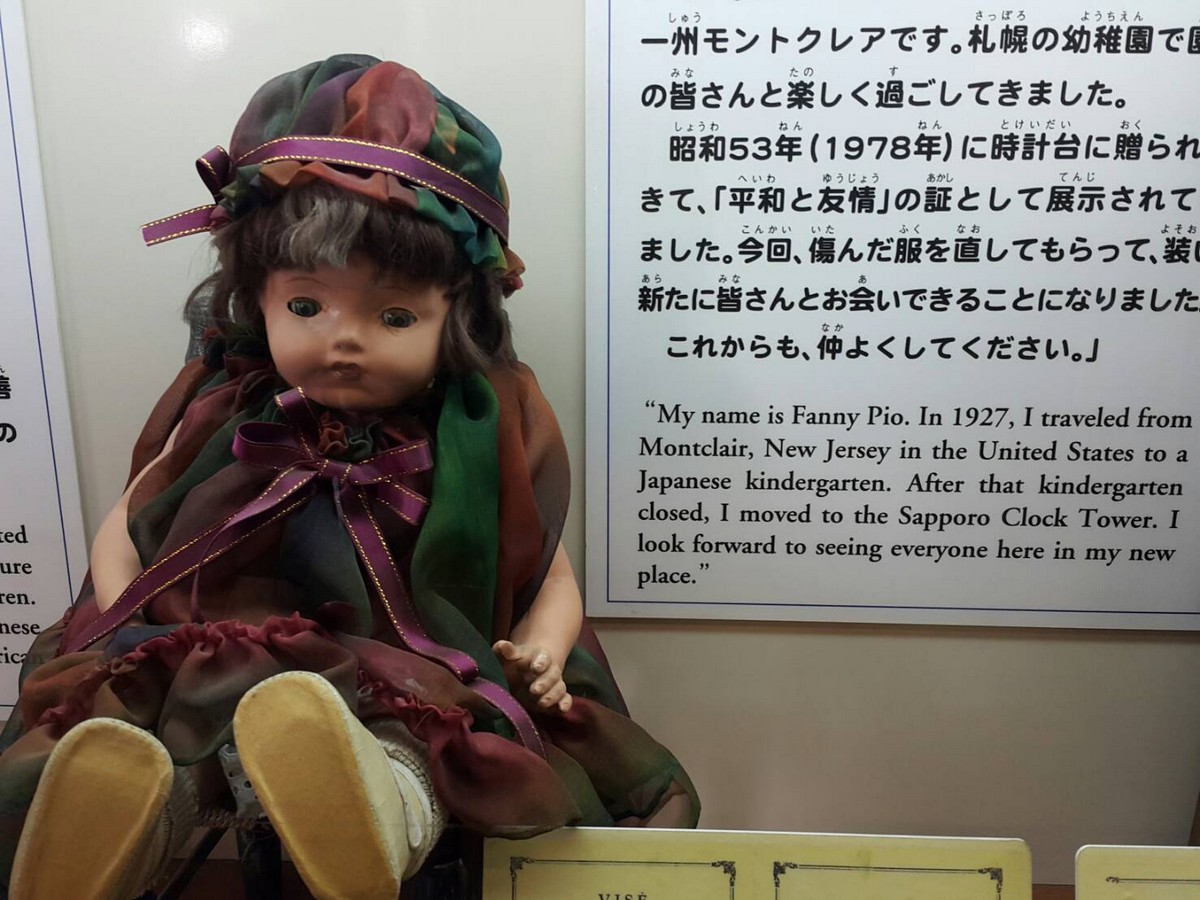 一州モントクレアです。札幌の幼稚園で
の皆さんと楽しく過ごしてきました。
昭和53年(1978年)に時計台に贈られ
きて、「平和と友情」の証として展示されて
ました。今回、傷んだ服を直してもらって、装
新たに皆さんとお会いできることになりました
これからも、仲よくしてください。」
“My name is Fanny Pio. In 1927, I traveled from
Montclair, New Jersey in the United States to a
Japanese kindergarten. After that kindergarten
closed, I moved to the Sapporo Clock Tower. I
look forward to seeing everyone here in my new
place.”
の
ted
ure
ren.
nese
rican
VISÉ